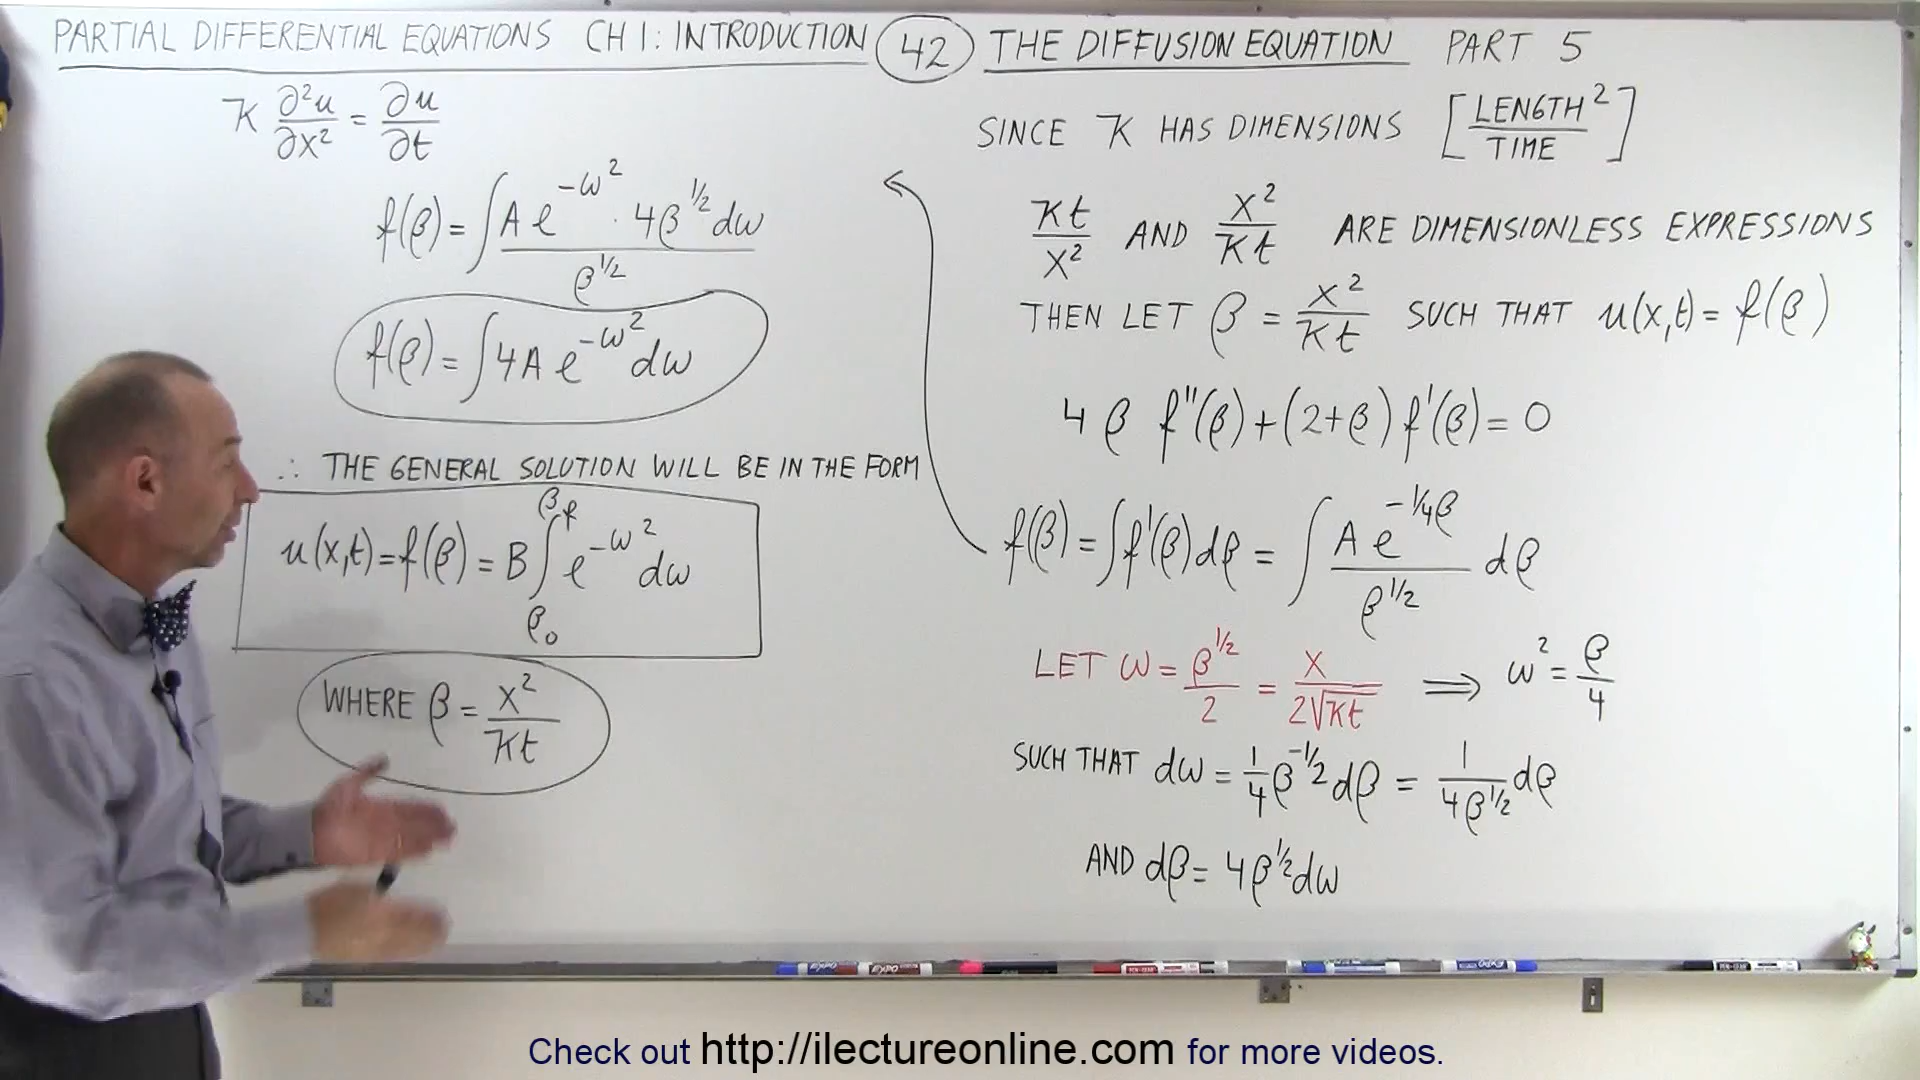 PARTIAL DIFFERENTIAL EQUATIONS CH 1: INTRODUCTION 42 THE DIFFUSION EQUATION PART 5
K ∂²u/∂x² = ∂u/∂t
f(β) = ∫ A e^(-ω²) · 4β^(1/2) dω / β^(1/2)
f(β) = ∫ 4A e^(-ω²) dω
∴ THE GENERAL SOLUTION WILL BE IN THE FORM
u(x,t) = f(β) = B ∫_(β₀)^(β_f) e^(-ω²) dω
WHERE β = x²/Kt
SINCE K HAS DIMENSIONS [LENGTH²/TIME]
Kt/x² AND x²/Kt ARE DIMENSIONLESS EXPRESSIONS
THEN LET β = x²/Kt SUCH THAT u(x,t) = f(β)
4 β f''(β) + (2+β) f'(β) = 0
f(β) = ∫ f'(β) dβ = ∫ A e^(-1/4 β) / β^(1/2) dβ
LET ω = β^(1/2)/2 = x/(2√Kt) ⟹ ω² = β/4
SUCH THAT dω = 1/4 β^(-1/2) dβ = 1/(4β^(1/2)) dβ
AND dβ = 4β^(1/2) dω
EXPO EXPO
Check out http://ilectureonline.com for more videos.